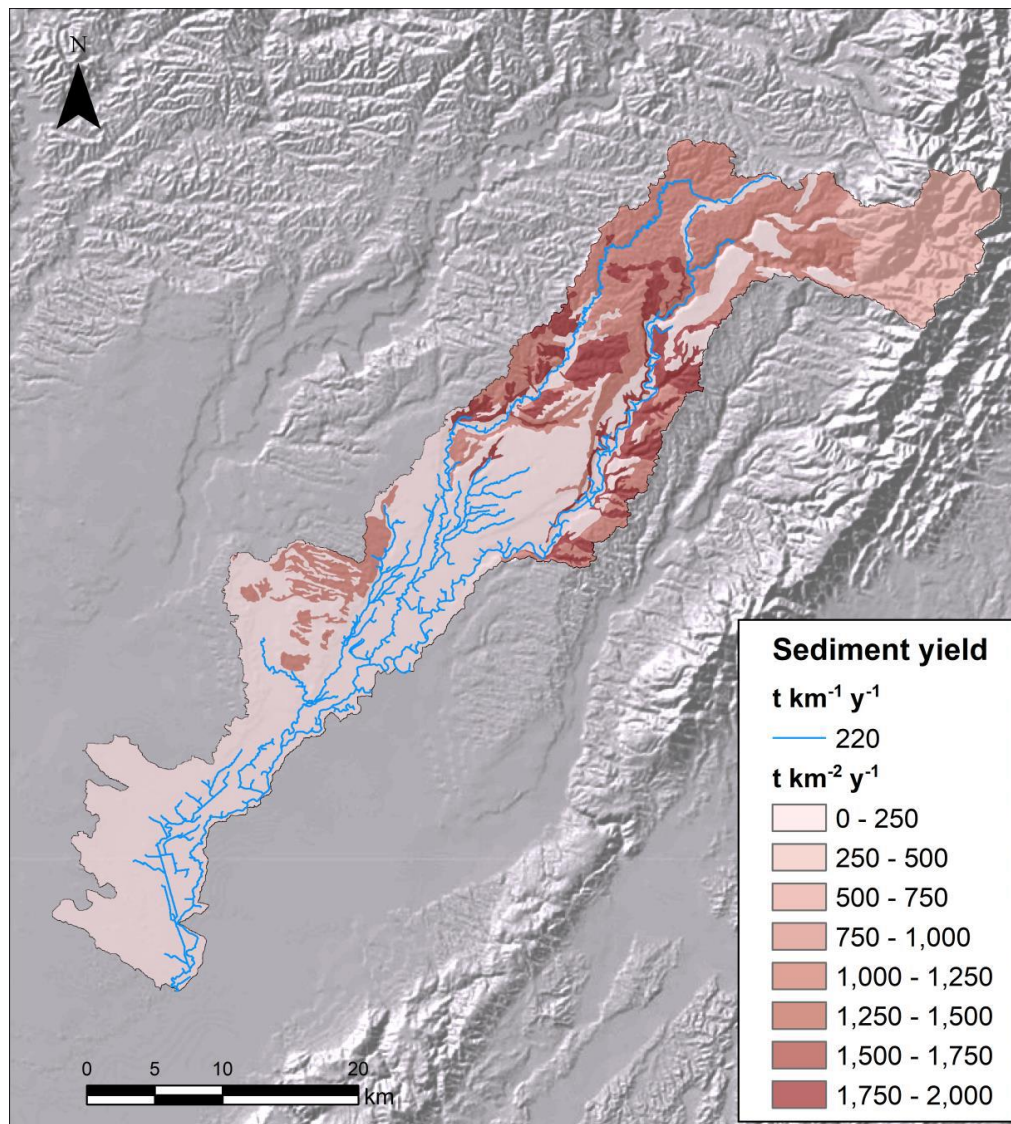 N
Sediment yield
t km⁻¹ y⁻¹
220
t km⁻² y⁻¹
0 - 250
250 - 500
500 - 750
750 - 1,000
1,000 - 1,250
1,250 - 1,500
1,500 - 1,750
1,750 - 2,000
0 5 10 20
km